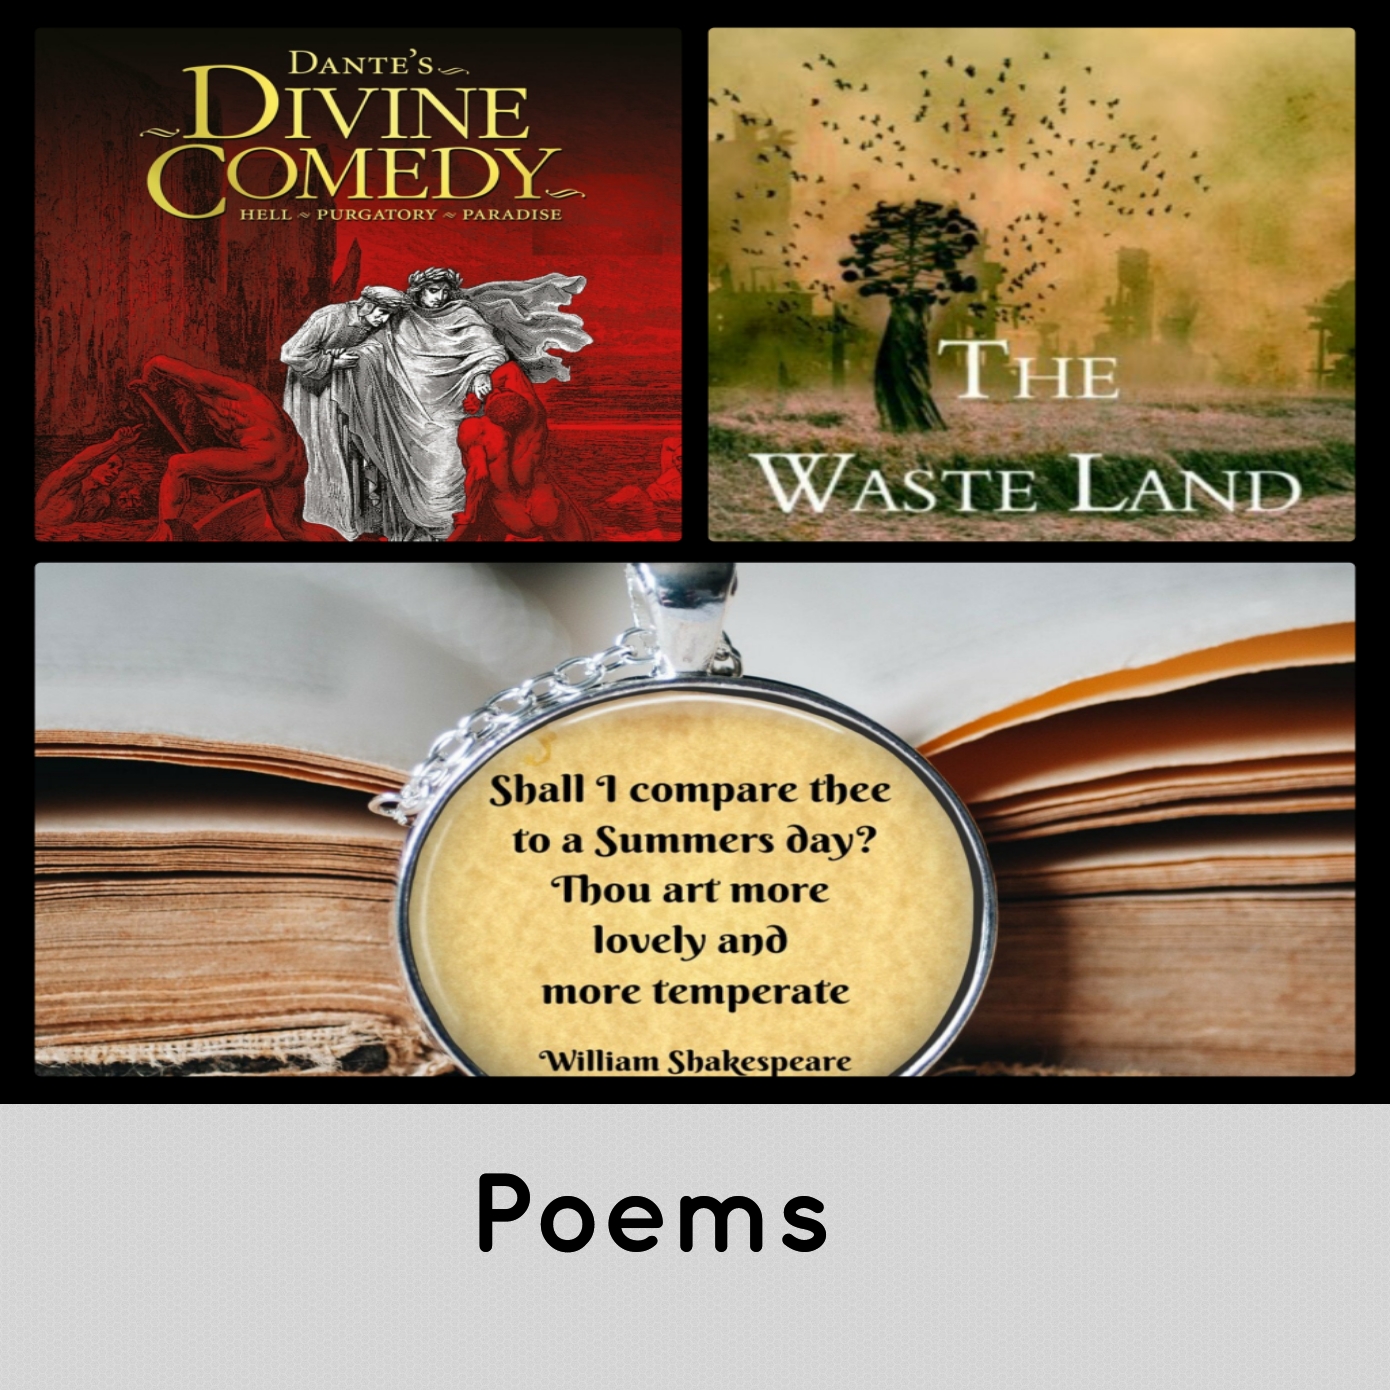 DANTE'S
DIVINE
COMEDY
HELL ~ PURGATORY ~ PARADISE
THE
WASTE LAND
Shall I compare thee
to a Summers day?
Thou art more
lovely and
more temperate
William Shakespeare
Poems